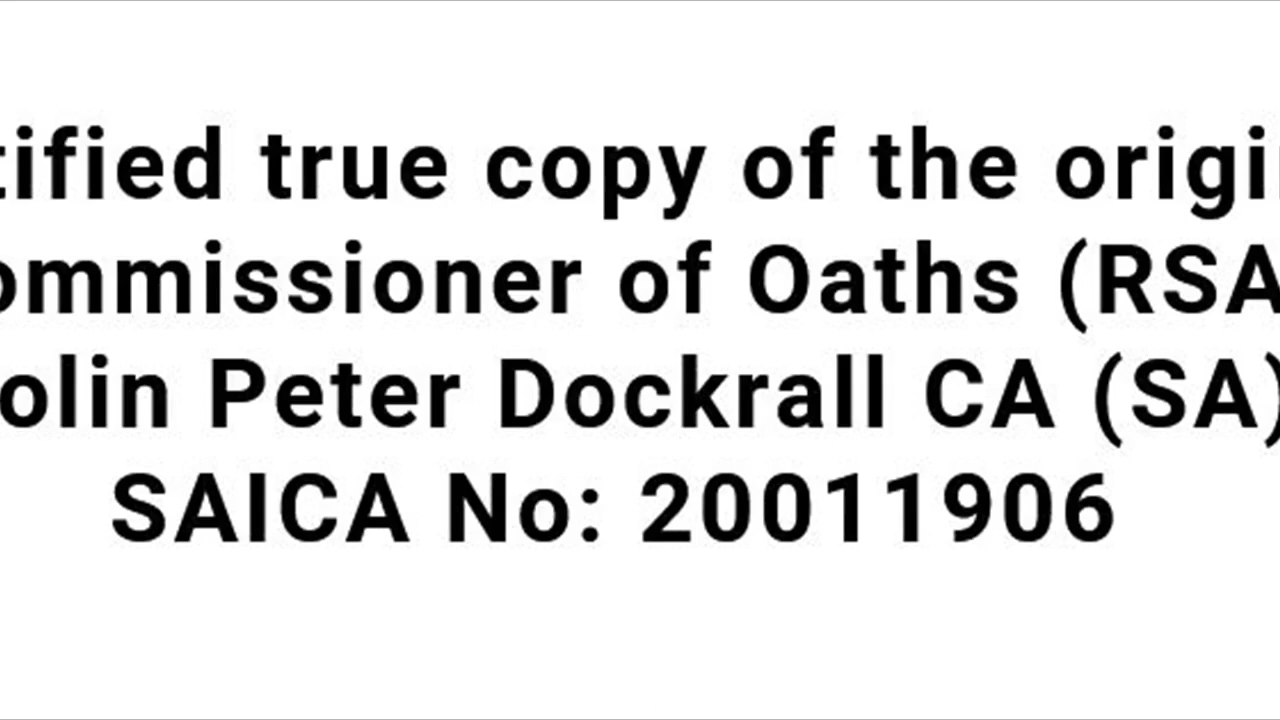 tified true copy of the origi
ommissioner of Oaths (RSA
olin Peter Dockrall CA (SA)
SAICA No: 20011906